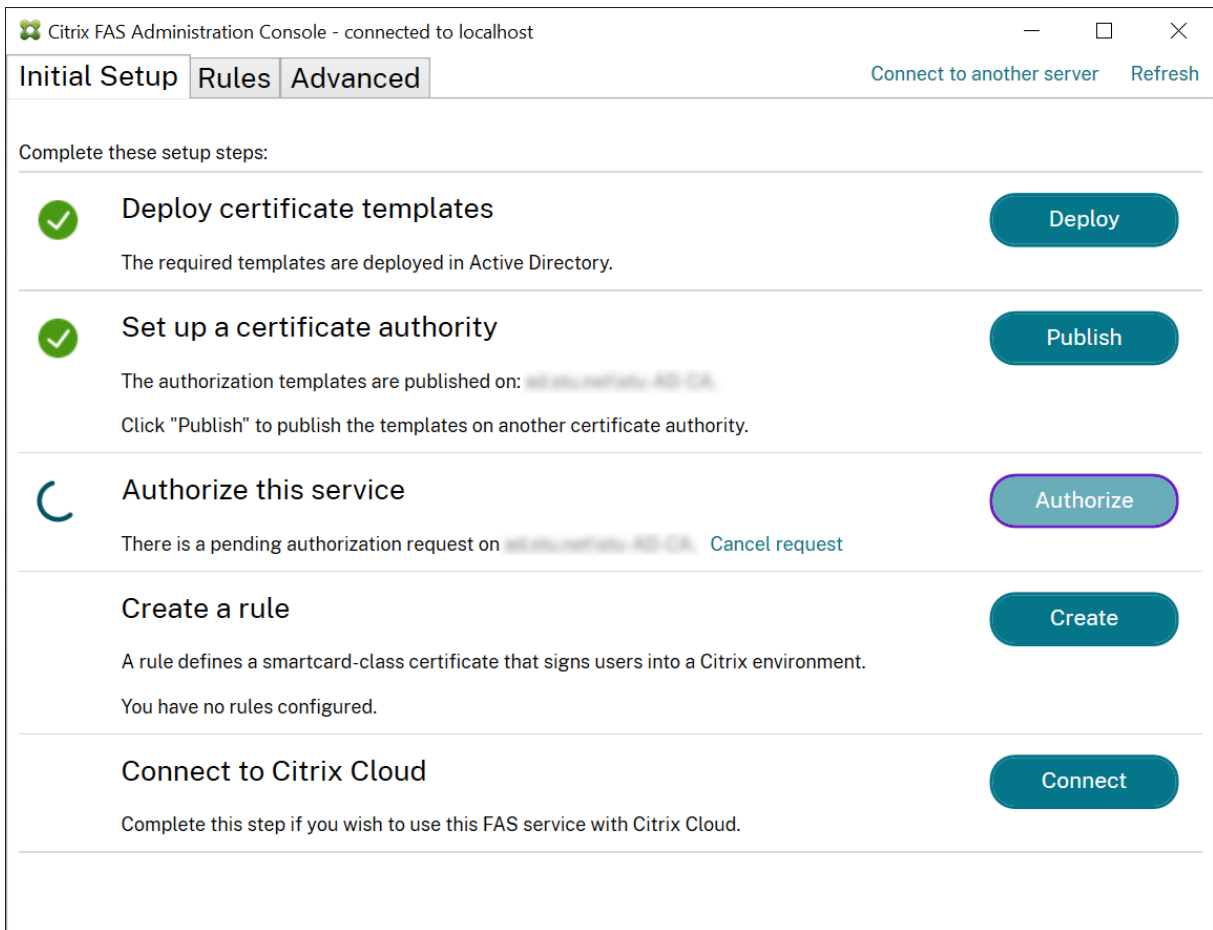 Citrix FAS Administration Console - connected to localhost
Initial Setup Rules Advanced Connect to another server Refresh
Complete these setup steps:
Deploy certificate templates Deploy
The required templates are deployed in Active Directory.
Set up a certificate authority Publish
The authorization templates are published on:
Click "Publish" to publish the templates on another certificate authority.
Authorize this service Authorize
There is a pending authorization request on Cancel request
Create a rule Create
A rule defines a smartcard-class certificate that signs users into a Citrix environment.
You have no rules configured.
Connect to Citrix Cloud Connect
Complete this step if you wish to use this FAS service with Citrix Cloud.